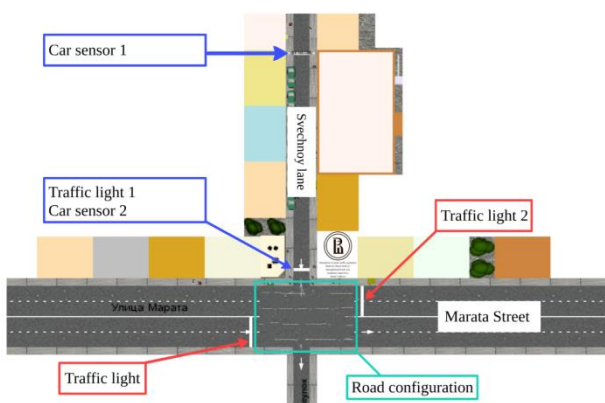 Car sensor 1
Svechnoy lane
Traffic light 1
Car sensor 2
Traffic light 2
Улица Марата
Marata Street
Traffic light
Road configuration